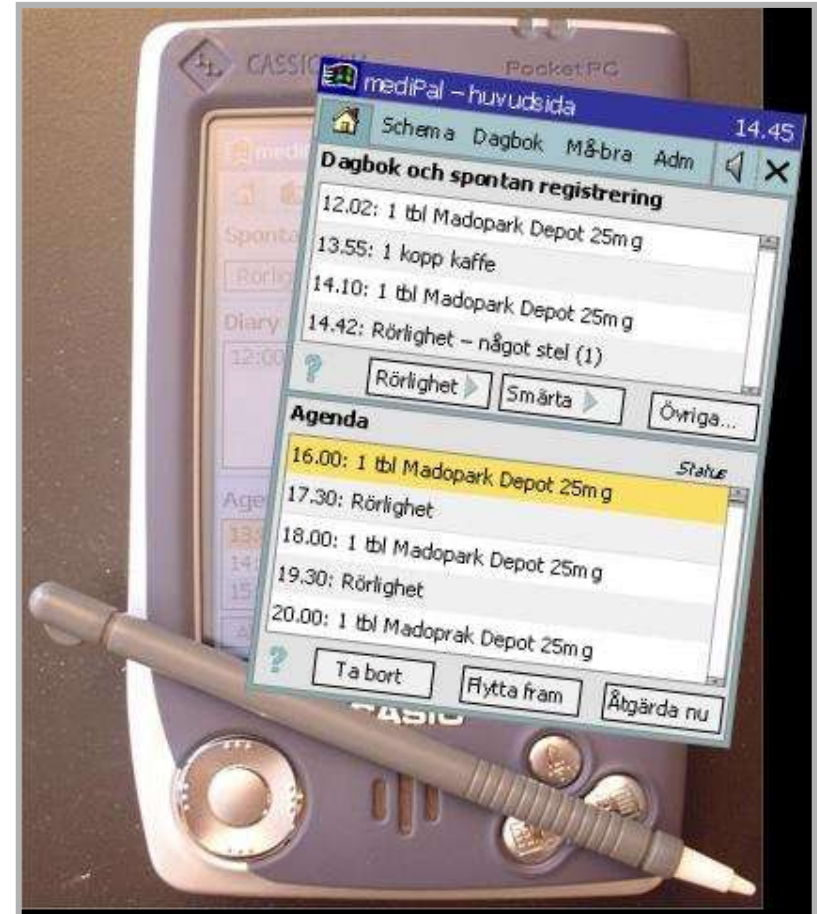 Pocket PC
mediPal – huvudsida 14.45
Schema Dagbok Må-bra Adm
Dagbok och spontan registrering
12.02: 1 tbl Madopark Depot 25mg
13.55: 1 kopp kaffe
14.10: 1 tbl Madopark Depot 25mg
14.42: Rörlighet – något stel (1)
? Rörlighet Smärta Övriga...
Agenda Status
16.00: 1 tbl Madopark Depot 25mg
17.30: Rörlighet
18.00: 1 tbl Madopark Depot 25mg
19.30: Rörlighet
20.00: 1 tbl Madoprak Depot 25mg
? Ta bort Flytta fram Åtgärda nu
CASIO
Diary
12:00